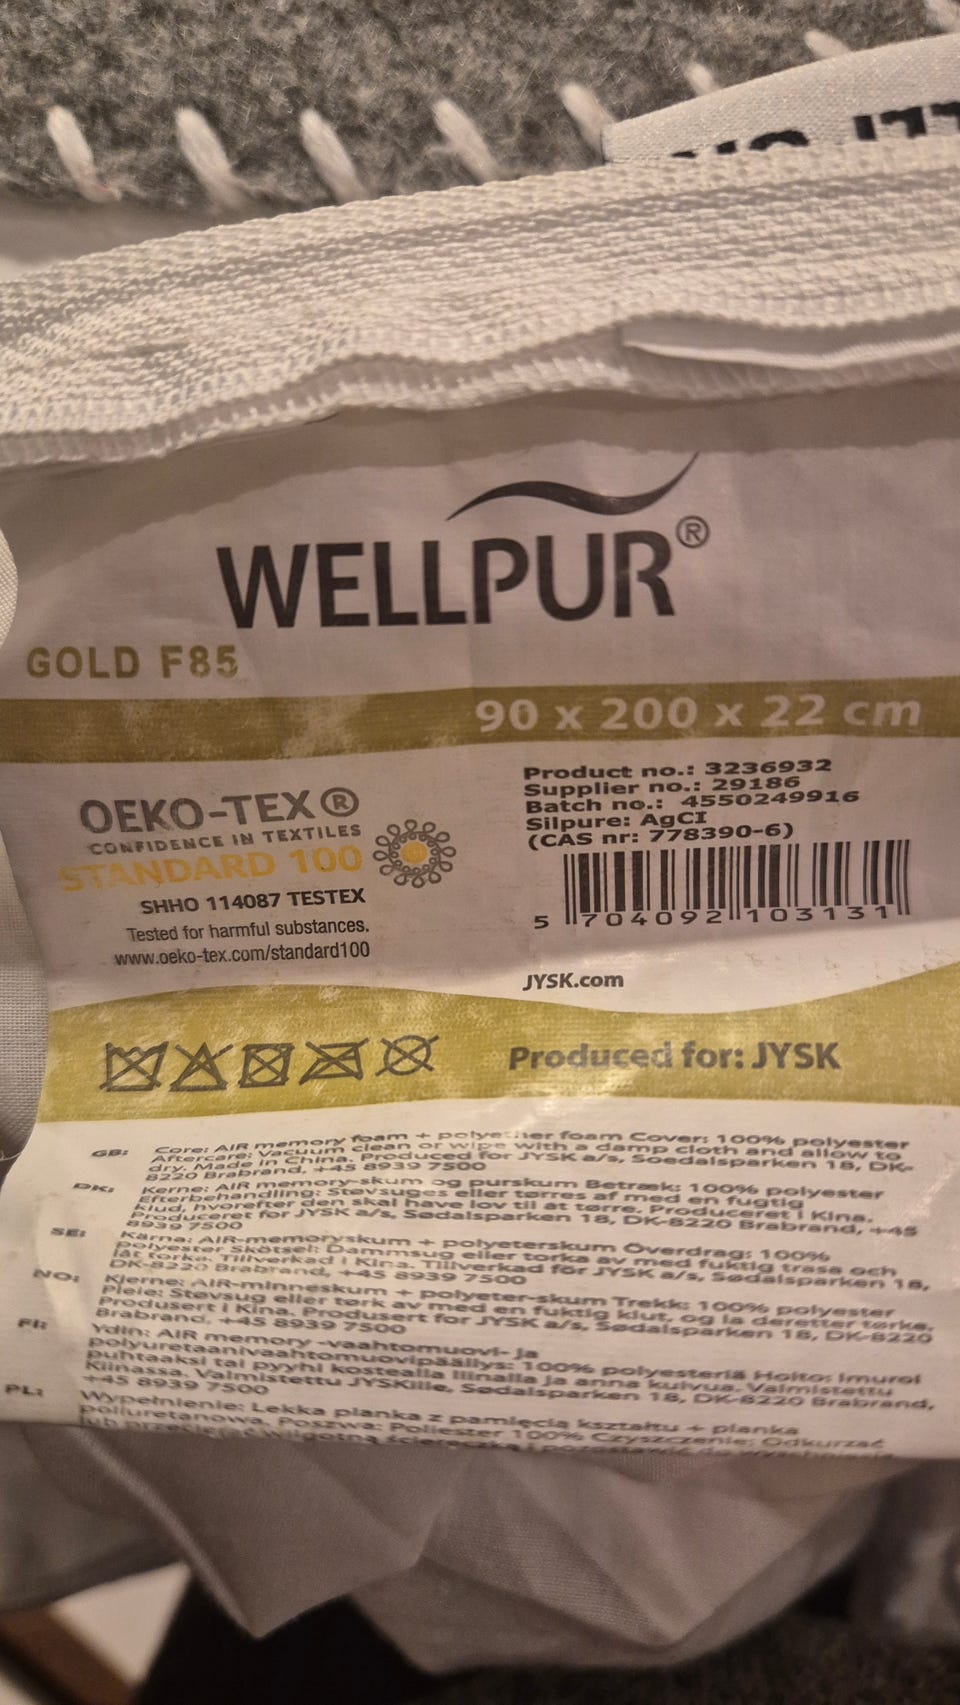 WELLPUR®
GOLD F85
90 x 200 x 22 cm
OEKO-TEX®
CONFIDENCE IN TEXTILES
STANDARD 100
SHHO 114087 TESTEX
Tested for harmful substances.
www.oeko-tex.com/standard100
Product no.: 3236932
Supplier no.: 29186
Batch no.: 4550249916
Silpure: AgCI
(CAS nr: 778390-6)
5 704092 103131
JYSK.com
Produced for: JYSK
GB: Core: AIR memory foam + polyether foam Cover: 100% polyester
Aftercare: Vacuum clean or wipe with a damp cloth and allow to
dry. Made in China. Produced for JYSK a/s, Soedalsparken 18, DK-
8220 Brabrand, +45 8939 7500
DK: Kerne: AIR memory-skum og purskum Betræk: 100% polyester
Efterbehandling: Støvsuges eller tørres af med en fugtig
klud, hvorefter den skal have lov til at tørre. Produceret i Kina.
Produceret for JYSK a/s, Sødalsparken 18, DK-8220 Brabrand, +45
8939 7500
SE: Kärna: AIR-memoryskum + polyeterskum Överdrag: 100%
polyester Skötsel: Dammsug eller torka av med fuktig trasa och
låt torka. Tillverkad i Kina. Tillverkad för JYSK a/s, Sødalsparken 18,
DK-8220 Brabrand, +45 8939 7500
NO: Kjerne: AIR-minneskum + polyeter-skum Trekk: 100% polyester
Pleie: Støvsug eller tørk av med en fuktig klut, og la deretter tørke.
Produsert i Kina. Produsert for JYSK a/s, Sødalsparken 18, DK-8220
Brabrand, +45 8939 7500
FI: Ydin: AIR memory -vaahtomuovi- ja
polyuretaanivaahtomuovipäällys: 100% polyesteriä Hoito: Imuroi
puhtaaksi tai pyyhi kostealla liinalla ja anna kuivua. Valmistettu
Kiinassa. Valmistettu JYSKille, Sødalsparken 18, DK-8220 Brabrand,
+45 8939 7500
PL: Wypełnienie: Lekka pianka z pamięcią kształtu + pianka
poliuretanowa. Poszwa: Poliester 100% Czyszczenie: Odkurzać
lub przecierać wilgotną ściereczką i pozostawić do wyschnięcia.